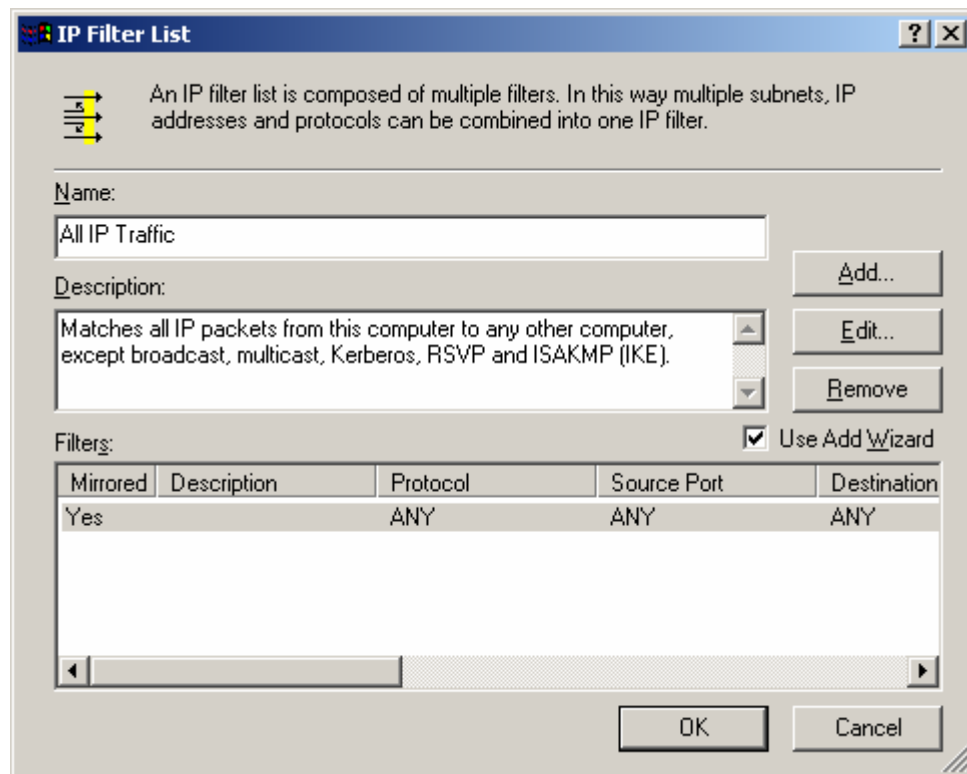 IP Filter List
An IP filter list is composed of multiple filters. In this way multiple subnets, IP
addresses and protocols can be combined into one IP filter.
Name:
All IP Traffic
Add...
Description:
Matches all IP packets from this computer to any other computer,
except broadcast, multicast, Kerberos, RSVP and ISAKMP (IKE).
Edit...
Remove
Filters:
Use Add Wizard
Mirrored Description Protocol Source Port Destination
Yes ANY ANY ANY
OK Cancel